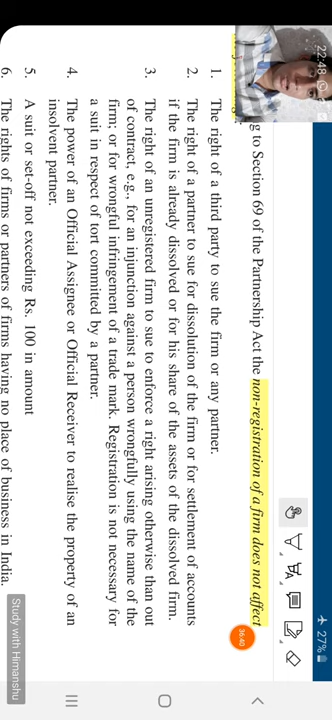 22:48
27%
g to Section 69 of the Partnership Act the non-registration of a firm does not affect
1. The right of a third party to sue the firm or any partner.
2. The right of a partner to sue for dissolution of the firm or for settlement of accounts
if the firm is already dissolved or for his share of the assets of the dissolved firm.
3. The right of an unregistered firm to sue to enforce a right arising otherwise than out
of contract, e.g., for an injunction against a person wrongfully using the name of the
firm; or for wrongful infringement of a trade mark. Registration is not necessary for
a suit in respect of tort committed by a partner.
4. The power of an Official Assignee or Official Receiver to realise the property of an
insolvent partner.
5. A suit or set-off not exceeding Rs. 100 in amount
6. The rights of firms or partners of firms having no place of business in India.
36:40
Study with Himanshu